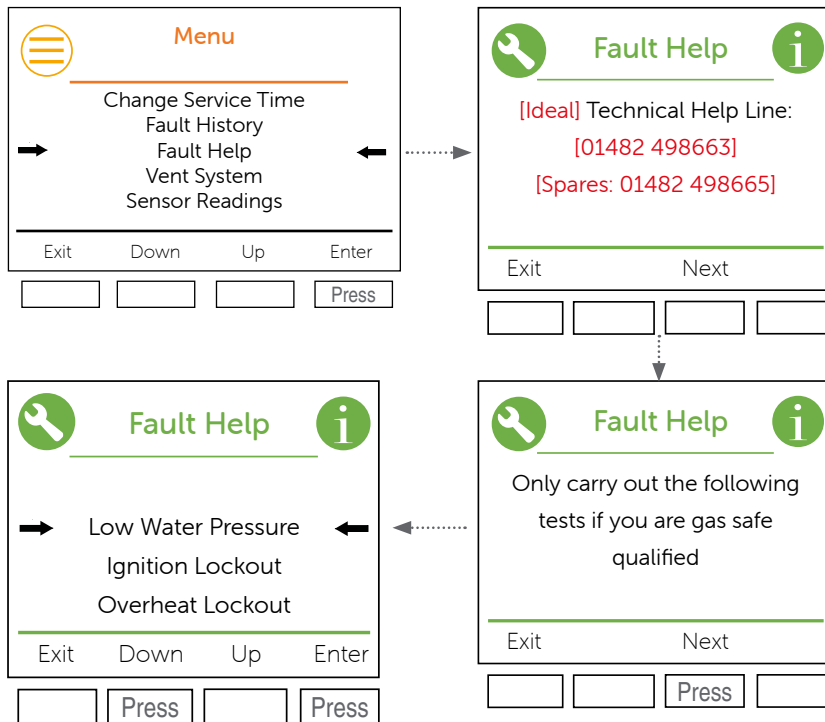 Menu
Change Service Time
Fault History
Fault Help
Vent System
Sensor Readings
Exit Down Up Enter
Press
Fault Help
[Ideal] Technical Help Line:
[01482 498663]
[Spares: 01482 498665]
Exit Next
Fault Help
Only carry out the following
tests if you are gas safe
qualified
Exit Next
Press
Fault Help
Low Water Pressure
Ignition Lockout
Overheat Lockout
Exit Down Up Enter
Press Press